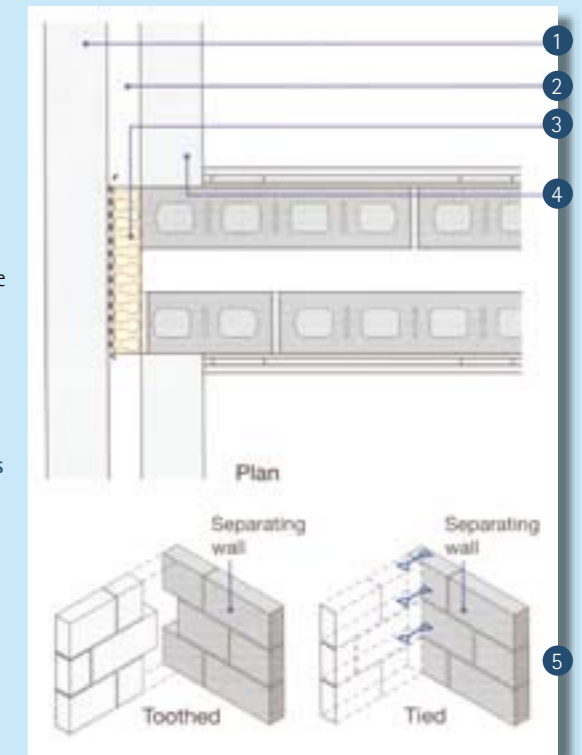 1
2
3
4
e
s
Plan
Separating
wall
Separating
wall
5
Toothed
Tied